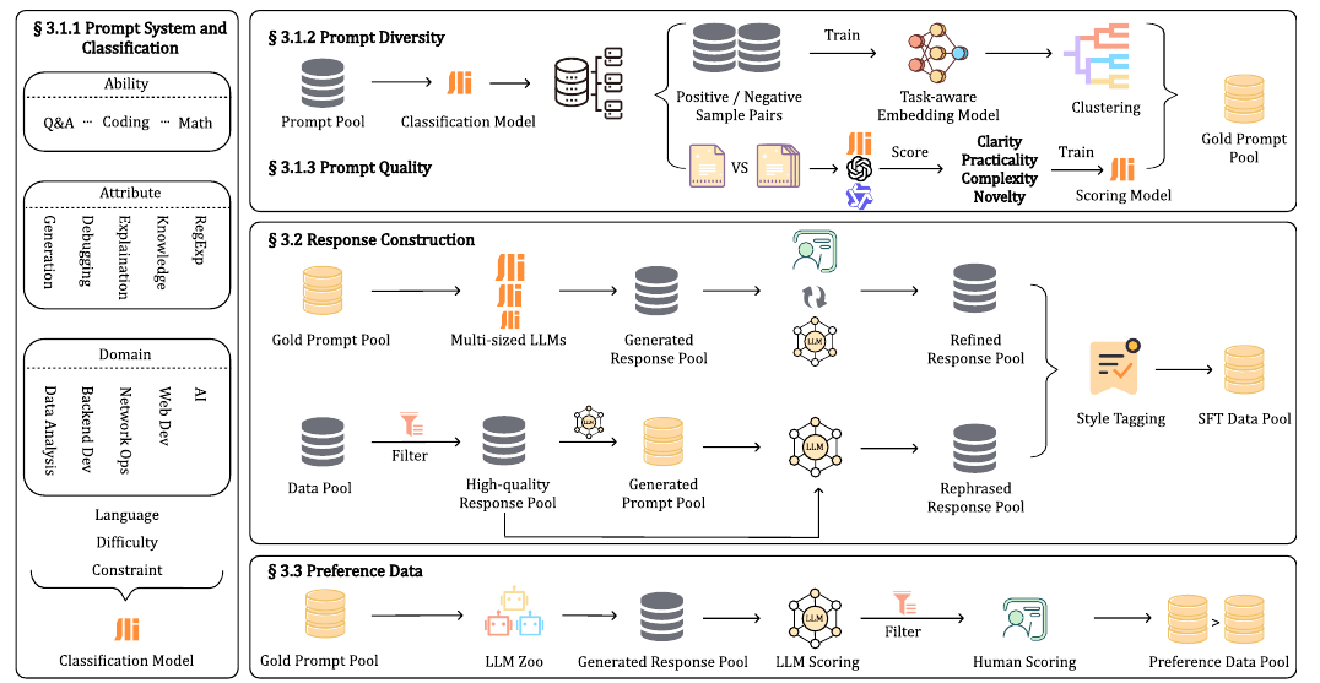 § 3.1.1 Prompt System and
Classification
Ability
Q&A ··· Coding ··· Math
Attribute
Generation
Debugging
Explaination
Knowledge
RegExp
Domain
Data Analysis
Backend Dev
Network Ops
Web Dev
AI
Language
Difficulty
Constraint
Classification Model
§ 3.1.2 Prompt Diversity
Prompt Pool
Classification Model
§ 3.1.3 Prompt Quality
Positive / Negative
Sample Pairs
Train
Task-aware
Embedding Model
Clustering
VS
Score
Clarity
Practicality
Complexity
Novelty
Train
Scoring Model
Gold Prompt
Pool
§ 3.2 Response Construction
Gold Prompt Pool
Multi-sized LLMs
Generated
Response Pool
LLM
Refined
Response Pool
Data Pool
Filter
High-quality
Response Pool
LLM
Generated
Prompt Pool
LLM
Rephrased
Response Pool
Style Tagging
SFT Data Pool
§ 3.3 Preference Data
Gold Prompt Pool
LLM Zoo
Generated Response Pool
LLM
LLM Scoring
Filter
Human Scoring
>
Preference Data Pool